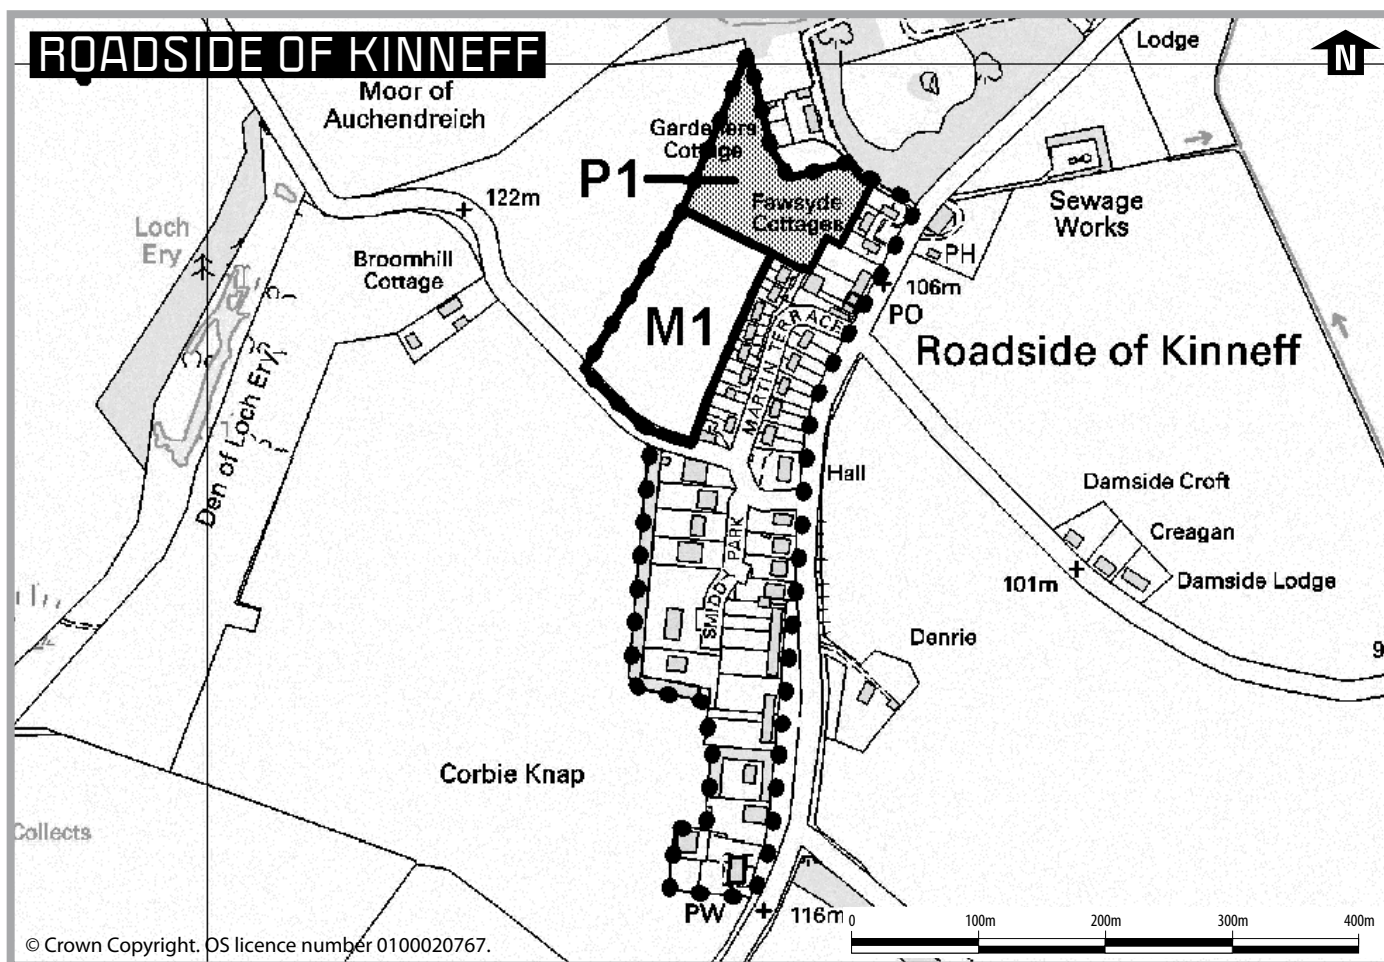 ROADSIDE OF KINNEFF
N
Lodge
Moor of
Auchendreich
Gardeners
Cottage
P1
122m
Fawsyde
Cottages
Sewage
Works
Loch
Ery
Broomhill
Cottage
PH
106m
PO
M1
MARTIN TERRACE
Roadside of Kinneff
Den of Loch Ery
Hall
Damside Croft
Creagan
Damside Lodge
101m
SMIDDY PARK
Denrie
9
Corbie Knap
Collects
PW
116m
0 100m 200m 300m 400m
© Crown Copyright. OS licence number 0100020767.